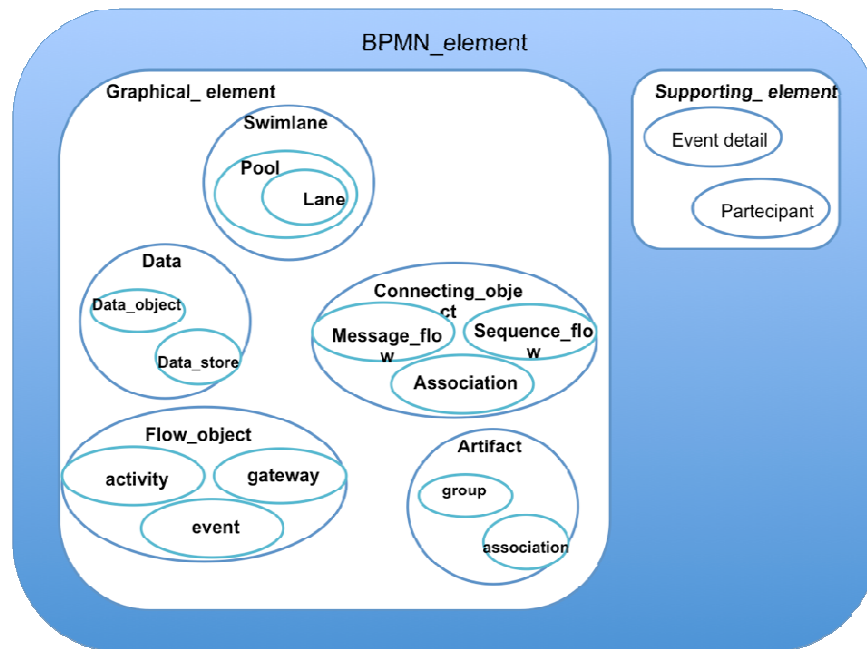 BPMN_element
Graphical_ element
Supporting_ element
Swimlane
Pool
Lane
Event detail
Partecipant
Data
Data_object
Data_store
Connecting_obje
ct
Message_flo
w
Sequence_flo
w
Association
Flow_object
activity
gateway
event
Artifact
group
association